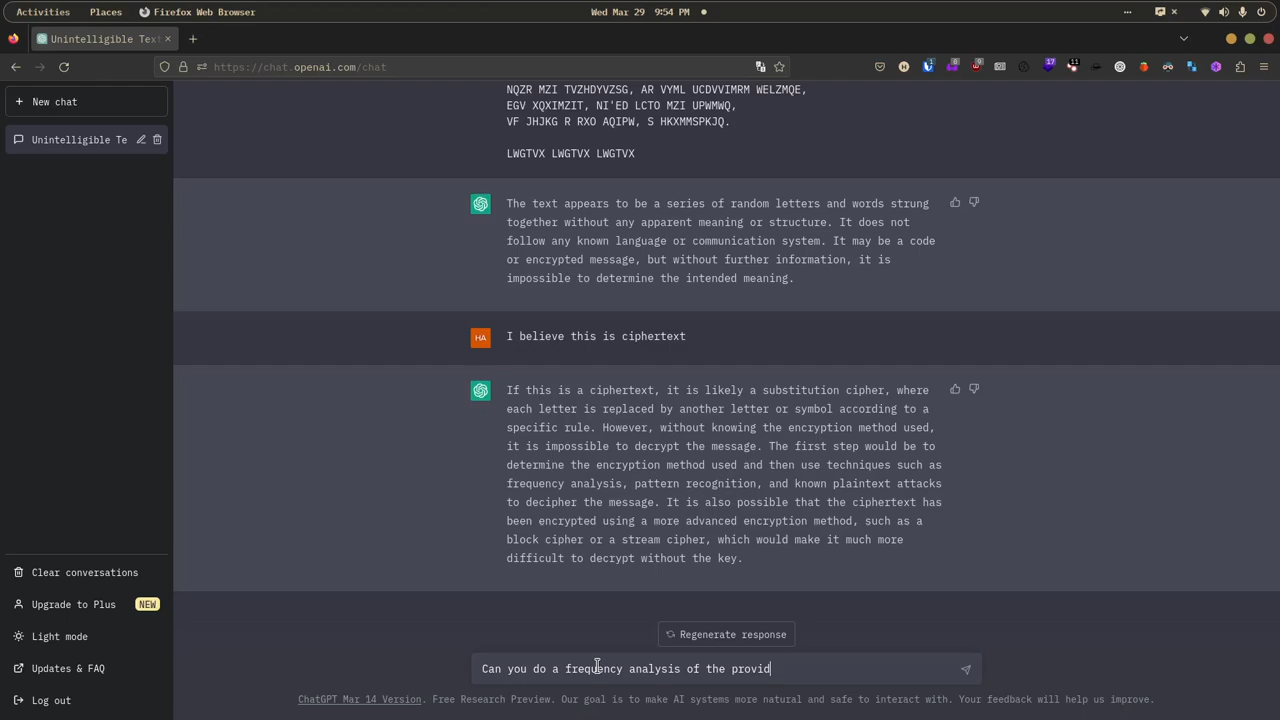 Activities
Places
Firefox Web Browser
Wed Mar 29 9:54 PM
Unintelligible Text
https://chat.openai.com/chat
1
8
9
17
11
New chat
Unintelligible Te
NQZR MZI TVZHDYVZSG, AR VYML UCDVVIMRM WELZMQE,
EGV XQXIMZIT, NI'ED LCTO MZI UPWMWQ,
VF JHJKG R RXO AQIPW, S HKXMMSPKJQ.
LWGTVX LWGTVX LWGTVX
The text appears to be a series of random letters and words strung
together without any apparent meaning or structure. It does not
follow any known language or communication system. It may be a code
or encrypted message, but without further information, it is
impossible to determine the intended meaning.
HA
I believe this is ciphertext
If this is a ciphertext, it is likely a substitution cipher, where
each letter is replaced by another letter or symbol according to a
specific rule. However, without knowing the encryption method used,
it is impossible to decrypt the message. The first step would be to
determine the encryption method used and then use techniques such as
frequency analysis, pattern recognition, and known plaintext attacks
to decipher the message. It is also possible that the ciphertext has
been encrypted using a more advanced encryption method, such as a
block cipher or a stream cipher, which would make it much more
difficult to decrypt without the key.
Clear conversations
Upgrade to Plus NEW
Light mode
Updates & FAQ
Log out
Regenerate response
Can you do a frequency analysis of the provid
ChatGPT Mar 14 Version. Free Research Preview. Our goal is to make AI systems more natural and safe to interact with. Your feedback will help us improve.